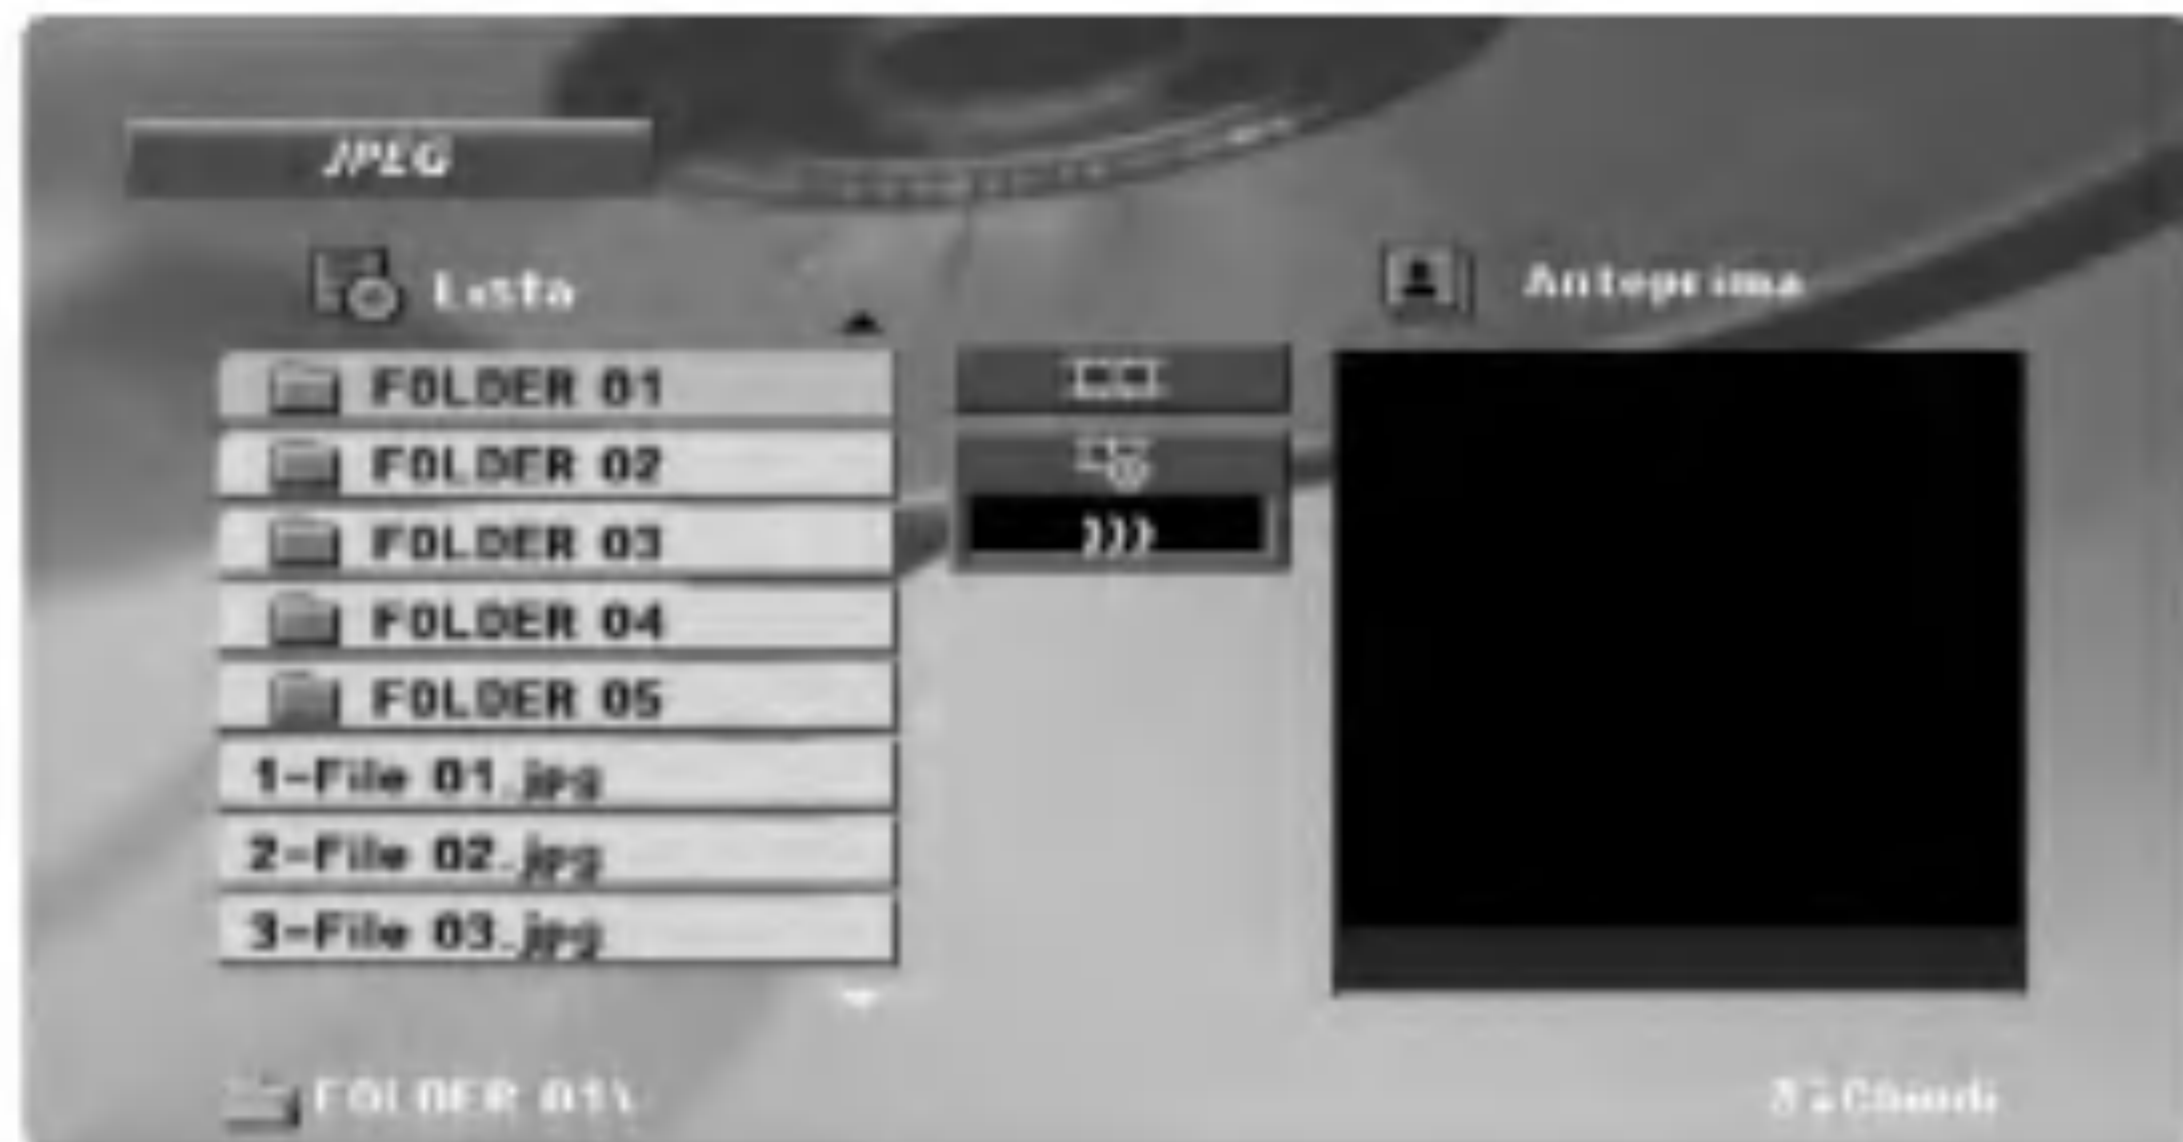 JPEG
Lista
Anteprima
FOLDER 01
FOLDER 02
FOLDER 03
FOLDER 04
FOLDER 05
1-File 01.jpg
2-File 02.jpg
3-File 03.jpg
FOLDER 01\
Chiudi